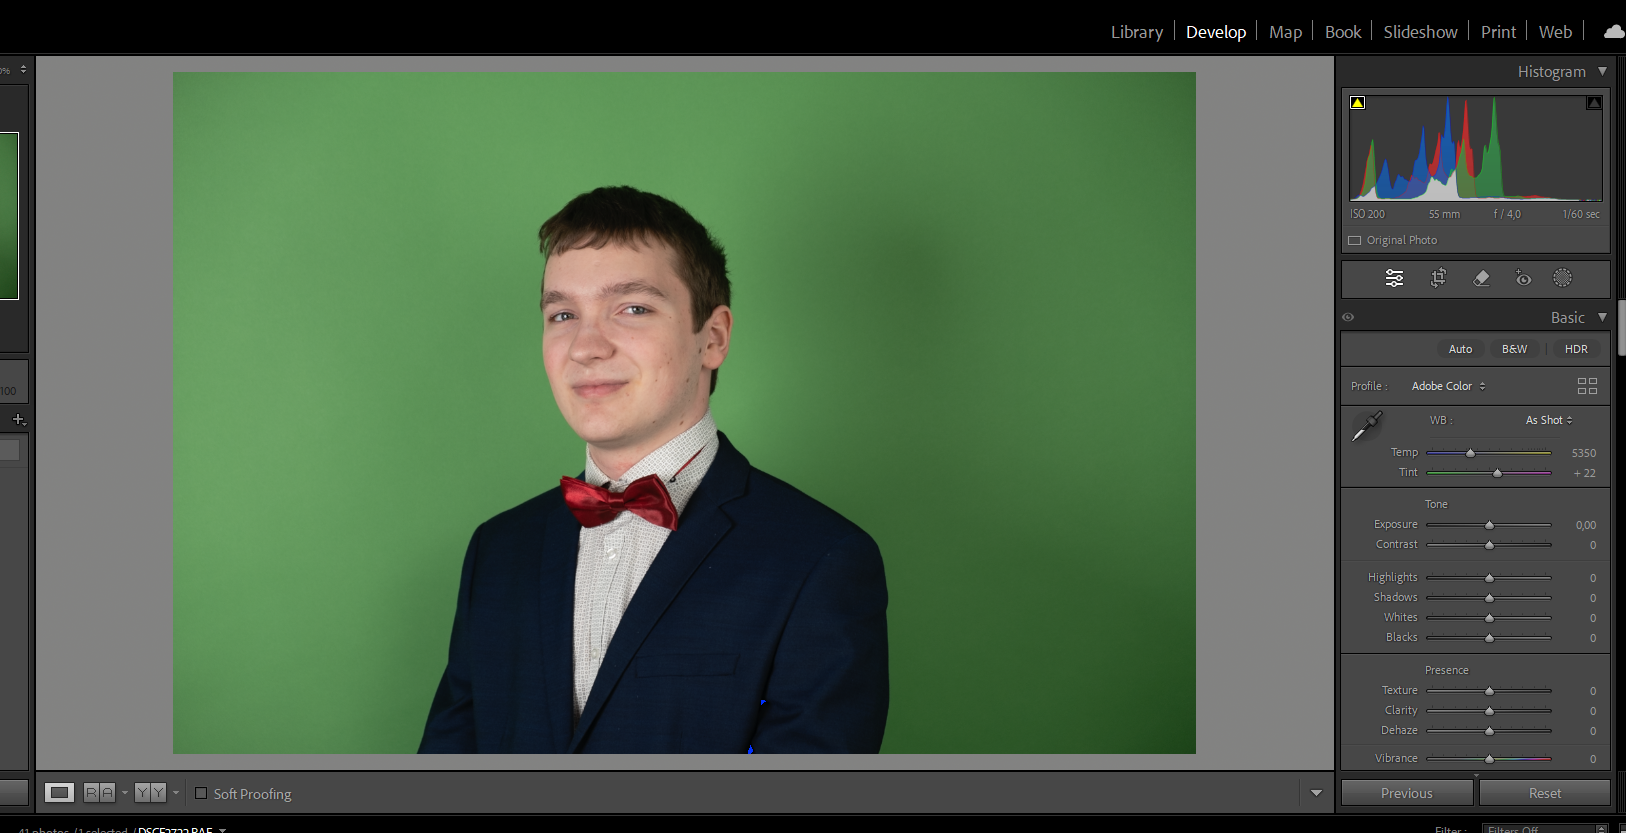 Library Develop Map Book Slideshow Print Web
Histogram
ISO 200 55 mm f / 4,0 1/60 sec
Original Photo
Basic
Auto B&W HDR
Profile : Adobe Color
WB : As Shot
Temp 5350
Tint + 22
Tone
Exposure 0,00
Contrast 0
Highlights 0
Shadows 0
Whites 0
Blacks 0
Presence
Texture 0
Clarity 0
Dehaze 0
Vibrance 0
100
R A Y Y Soft Proofing
Previous Reset
41 photos / 1 selected /
Filter : Filters Off